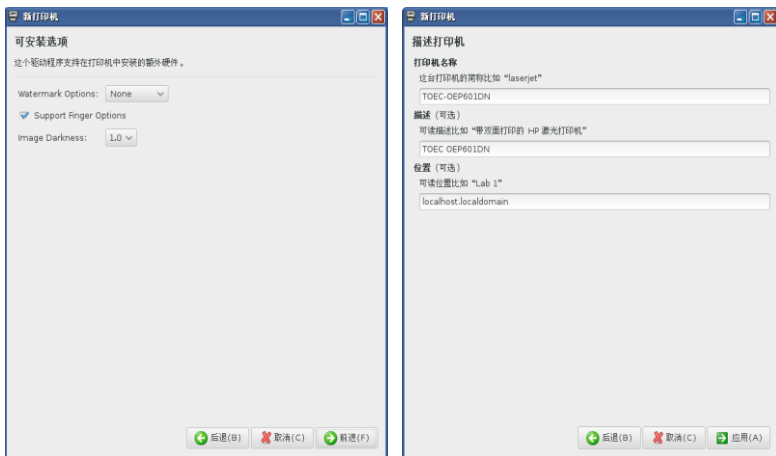 新打印机
可安装选项
这个驱动程序支持在打印机中安装的额外硬件。
Watermark Options: None
Support Finger Options
Image Darkness: 1.0
后退(B) 取消(C) 前进(F)
新打印机
描述打印机
打印机名称
这台打印机的简称比如 “laserjet”
TOEC-OEP601DN
描述 (可选)
可读描述比如 “带双面打印的 HP 激光打印机”
TOEC OEP601DN
位置 (可选)
可读位置比如 “Lab 1”
localhost.localdomain
后退(B) 取消(C) 应用(A)